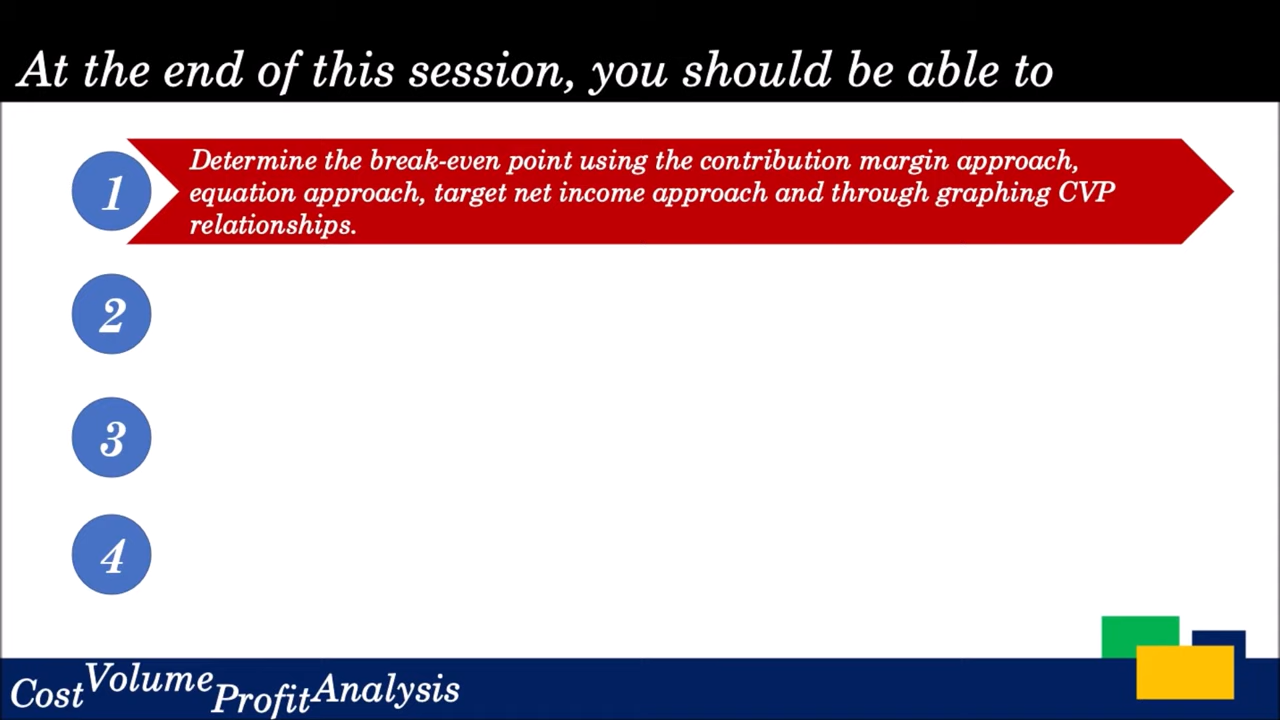 At the end of this session, you should be able to
1
Determine the break-even point using the contribution margin approach,
equation approach, target net income approach and through graphing CVP
relationships.
2
3
4
Cost Volume Profit Analysis